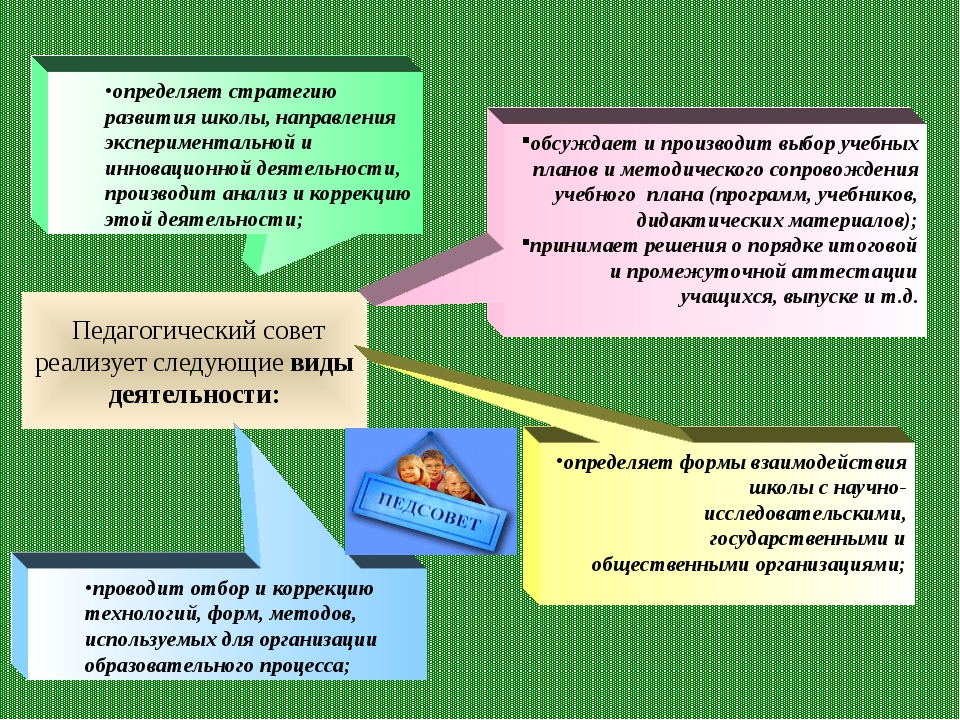 •определяет стратегию
развития школы, направления
экспериментальной и
инновационной деятельности,
производит анализ и коррекцию
этой деятельности;
▪обсуждает и производит выбор учебных
планов и методического сопровождения
учебного плана (программ, учебников,
дидактических материалов);
▪принимает решения о порядке итоговой
и промежуточной аттестации
учащихся, выпуске и т.д.
Педагогический совет
реализует следующие виды
деятельности:
ПЕДСОВЕТ
•определяет формы взаимодействия
школы с научно-
исследовательскими,
государственными и
общественными организациями;
•проводит отбор и коррекцию
технологий, форм, методов,
используемых для организации
образовательного процесса;